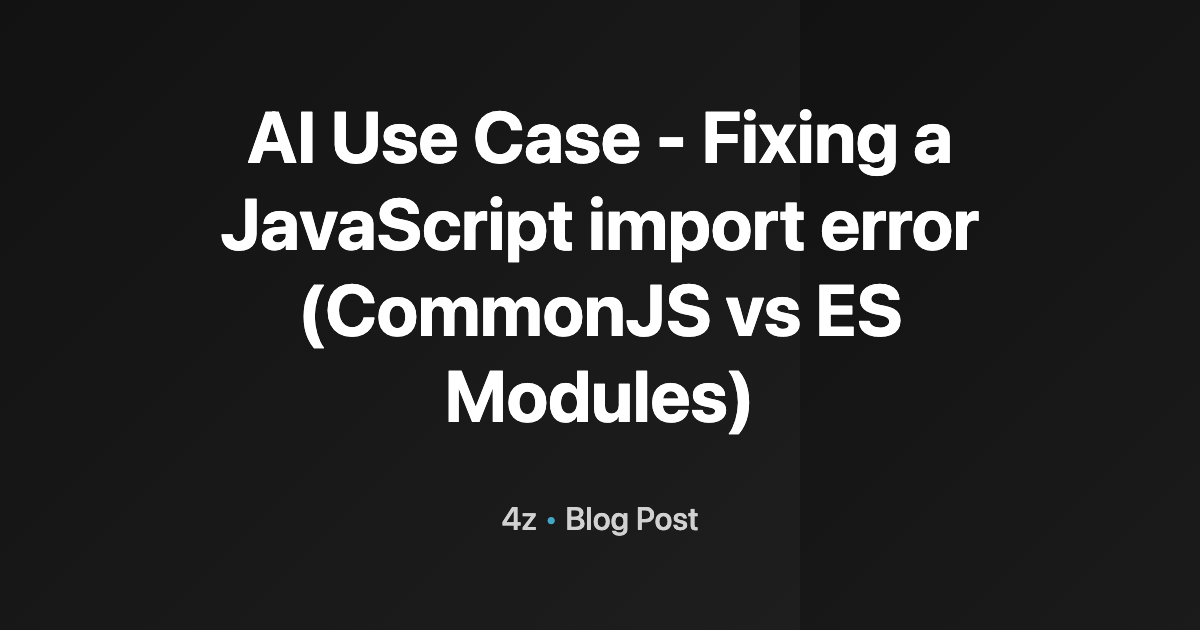 AI Use Case - Fixing a
JavaScript import error
(CommonJS vs ES
Modules)
4z • Blog Post